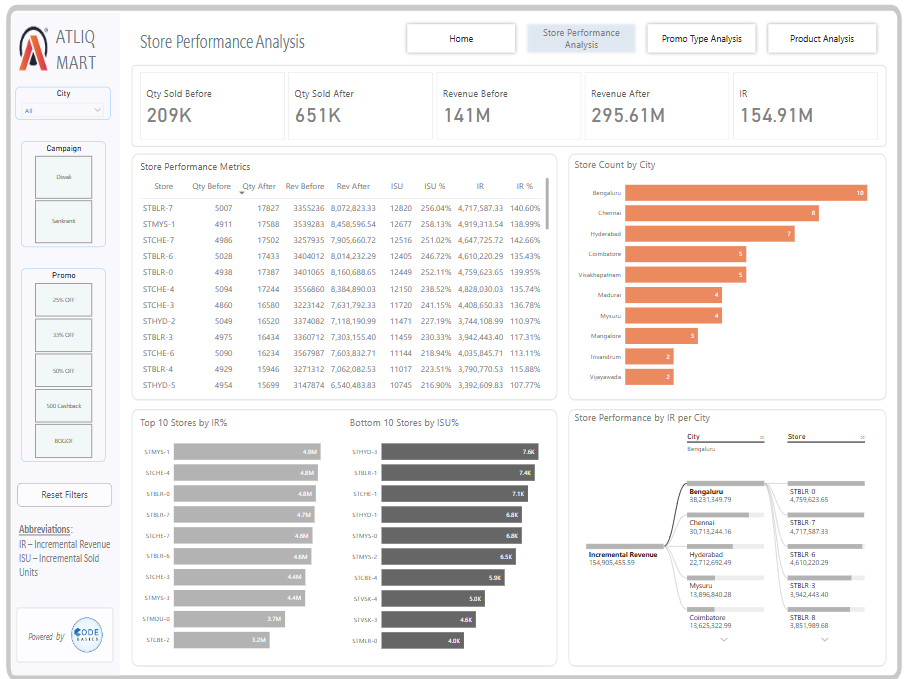 ATLIQ
MART
Store Performance Analysis
Home
Store Performance
Analysis
Promo Type Analysis
Product Analysis
City
All
Campaign
Diwali
Sankranti
Promo
25% OFF
33% OFF
50% OFF
500 Cashback
BOGOF
Reset Filters
Abbreviations:
IR – Incremental Revenue
ISU – Incremental Sold
Units
Powered by
CODE
BASICS
Qty Sold Before
209K
Qty Sold After
651K
Revenue Before
141M
Revenue After
295.61M
IR
154.91M
Store Performance Metrics
Store Qty Before Qty After Rev Before Rev After ISU ISU % IR IR %
STBLR-7 5007 17827 3355236 8,072,823.33 12820 256.04% 4,717,587.33 140.60%
STMYS-1 4911 17588 3539283 8,458,596.54 12677 258.13% 4,919,313.54 138.99%
STCHE-7 4986 17502 3257935 7,905,660.72 12516 251.02% 4,647,725.72 142.66%
STBLR-6 5028 17433 3404012 8,014,232.29 12405 246.72% 4,610,220.29 135.43%
STBLR-0 4938 17387 3401065 8,160,688.65 12449 252.11% 4,759,623.65 139.95%
STCHE-4 5094 17244 3556860 8,384,890.03 12150 238.52% 4,828,030.03 135.74%
STCHE-3 4860 16580 3223142 7,631,792.33 11720 241.15% 4,408,650.33 136.78%
STHYD-2 5049 16520 3374082 7,118,190.99 11471 227.19% 3,744,108.99 110.97%
STBLR-3 4975 16434 3360712 7,303,155.40 11459 230.33% 3,942,443.40 117.31%
STCHE-6 5090 16234 3567987 7,603,832.71 11144 218.94% 4,035,845.71 113.11%
STBLR-4 4929 15946 3271312 7,062,082.53 11017 223.51% 3,790,770.53 115.88%
STHYD-5 4954 15699 3147874 6,540,483.83 10745 216.90% 3,392,609.83 107.77%
Store Count by City
Bengaluru 10
Chennai 8
Hyderabad 7
Coimbatore 5
Visakhapatnam 5
Madurai 4
Mysuru 4
Mangalore 3
Trivandrum 2
Vijayawada 2
Top 10 Stores by IR%
STMYS-1 4.9M
STCHE-4 4.8M
STBLR-0 4.8M
STBLR-7 4.7M
STCHE-7 4.6M
STBLR-6 4.6M
STCHE-3 4.4M
STMYS-3 4.4M
STMDU-0 3.7M
STCBE-2 3.2M
Bottom 10 Stores by ISU%
STHYD-3 7.6K
STBLR-1 7.4K
STCHE-1 7.1K
STHYD-1 6.8K
STMYS-0 6.8K
STMYS-2 6.5K
STCBE-4 5.9K
STVSK-4 5.0K
STVSK-3 4.6K
STMLR-0 4.0K
Store Performance by IR per City
City
Bengaluru
Store
Incremental Revenue
154,905,455.59
Bengaluru
38,231,349.79
Chennai
30,713,244.16
Hyderabad
22,712,692.49
Mysuru
13,896,840.28
Coimbatore
13,625,322.99
STBLR-0
4,759,623.65
STBLR-7
4,717,587.33
STBLR-6
4,610,220.29
STBLR-3
3,942,443.40
STBLR-8
3,851,989.68